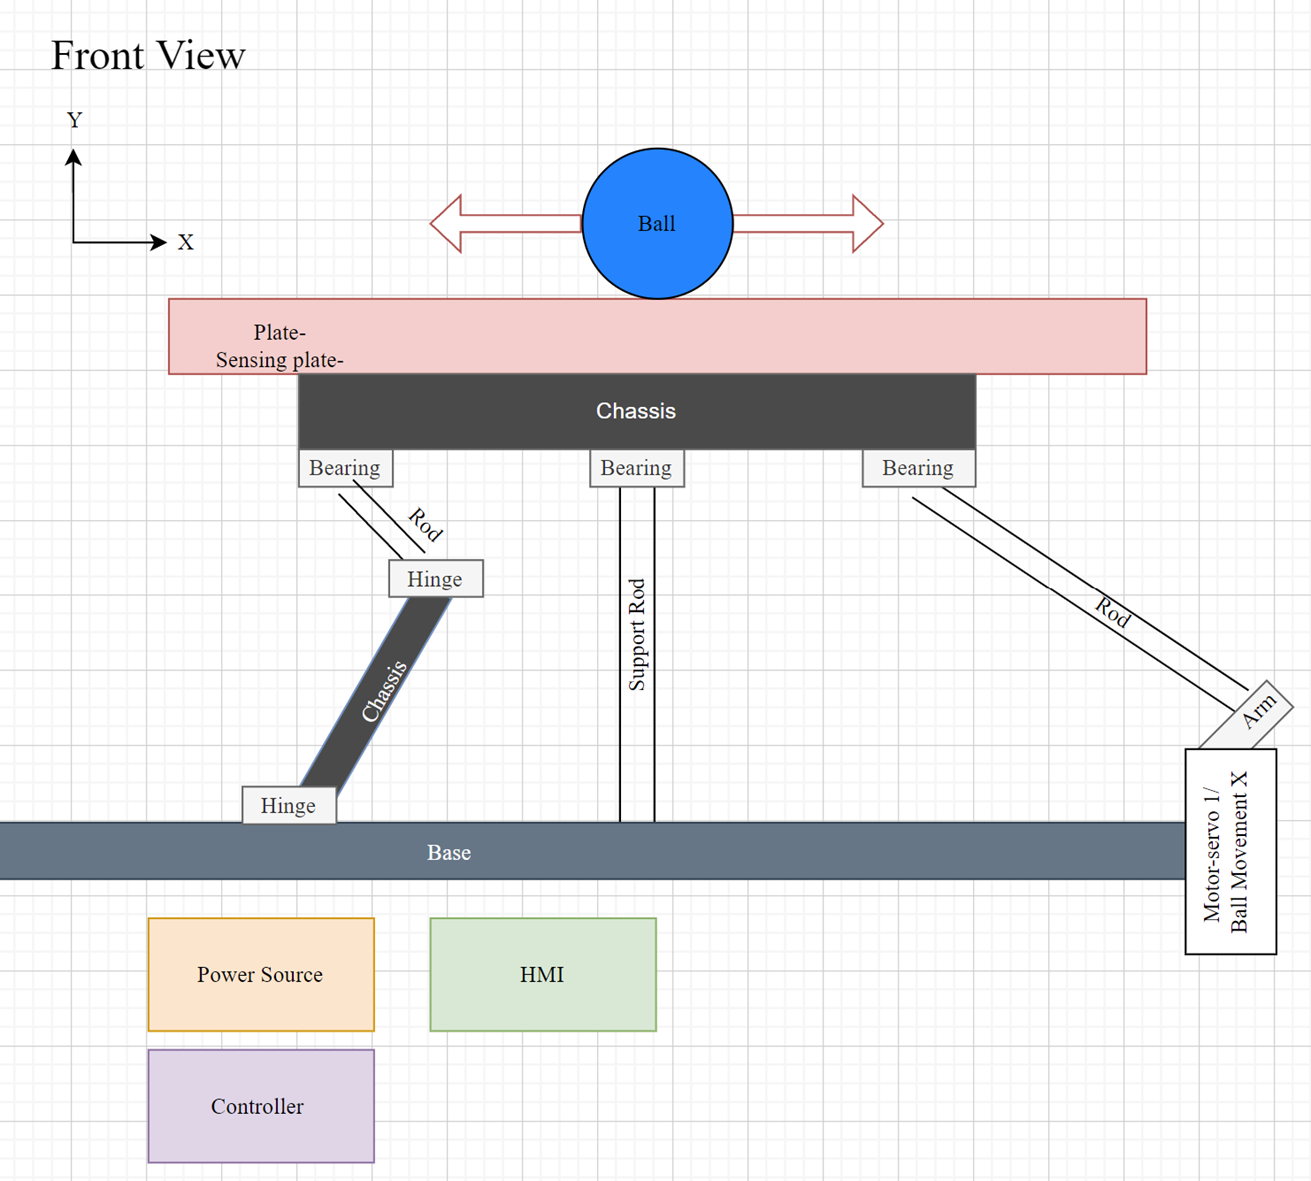 Front View
Y
X
Ball
Plate-
Sensing plate-
Chassis
Bearing
Bearing
Bearing
Rod
Hinge
Support Rod
Rod
Chassis
Arm
Hinge
Motor-servo 1/
Ball Movement X
Base
Power Source
HMI
Controller